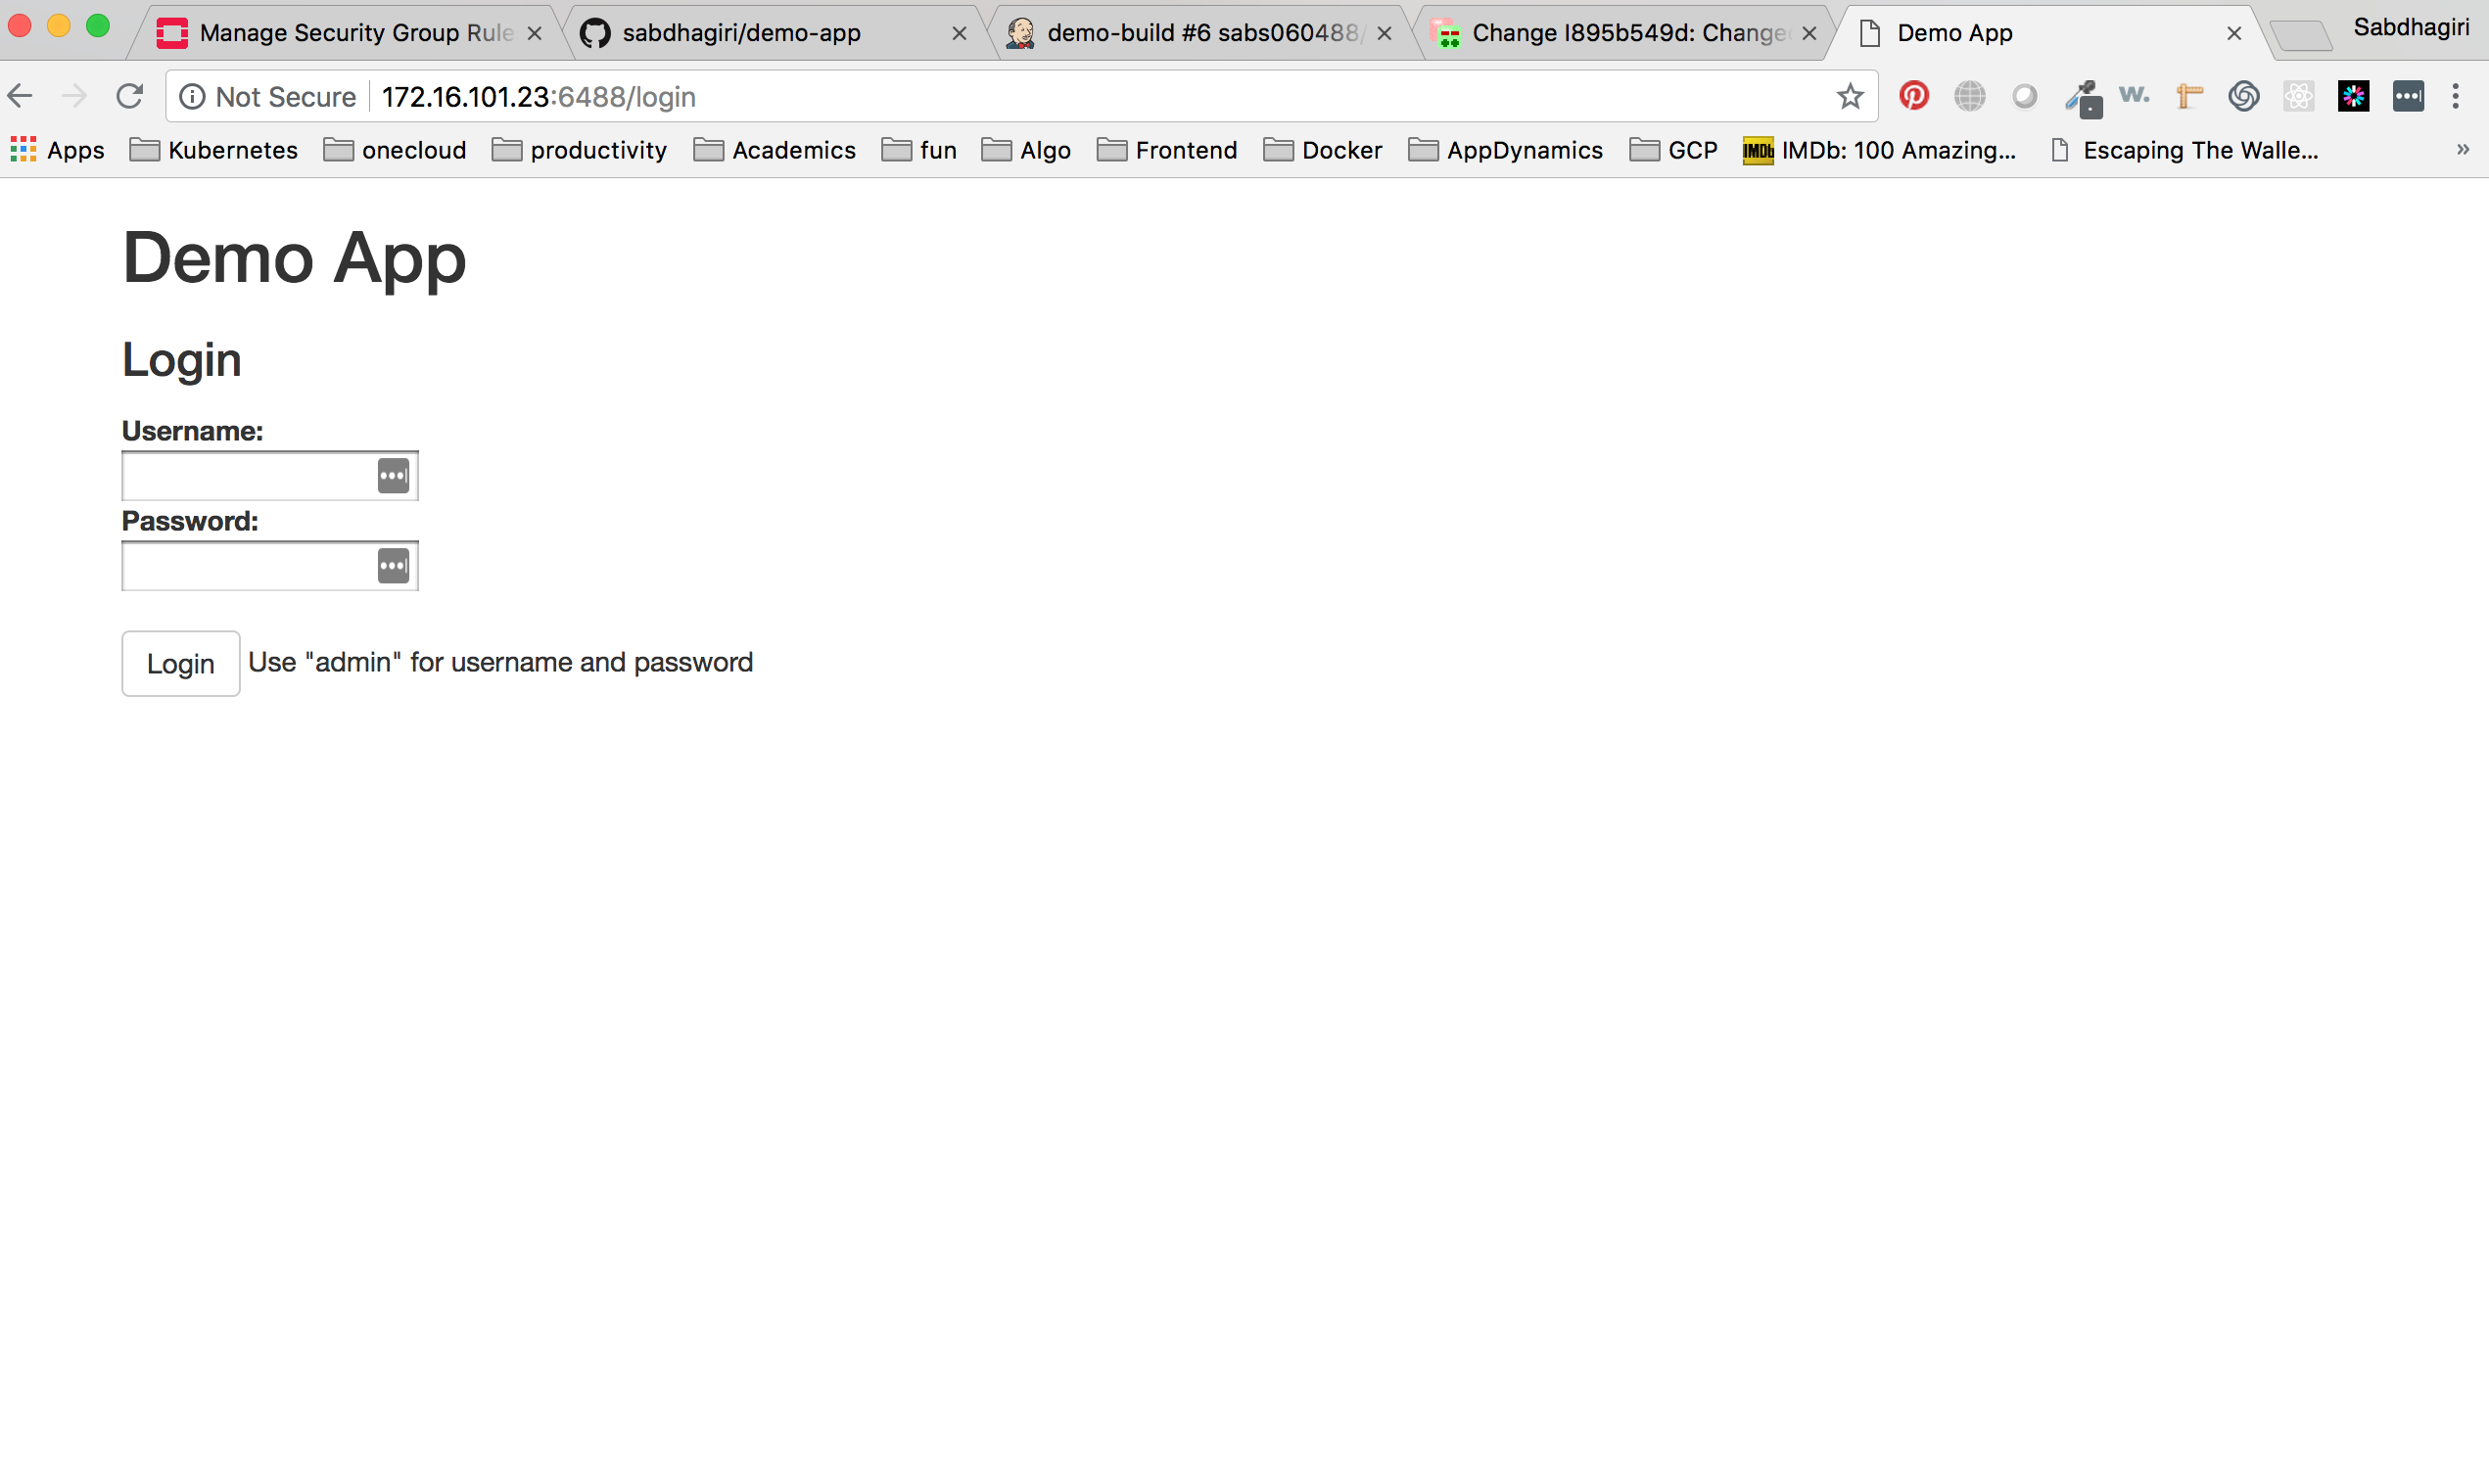 Manage Security Group Rule
sabdhagiri/demo-app
demo-build #6 sabs060488/
Change I895b549d: Change
Demo App
Sabdhagiri
Not Secure
172.16.101.23:6488/login
w.
Apps
Kubernetes
onecloud
productivity
Academics
fun
Algo
Frontend
Docker
AppDynamics
GCP
IMDb
IMDb: 100 Amazing...
Escaping The Walle...
»
Demo App
Login
Username:
Password:
Login
Use "admin" for username and password